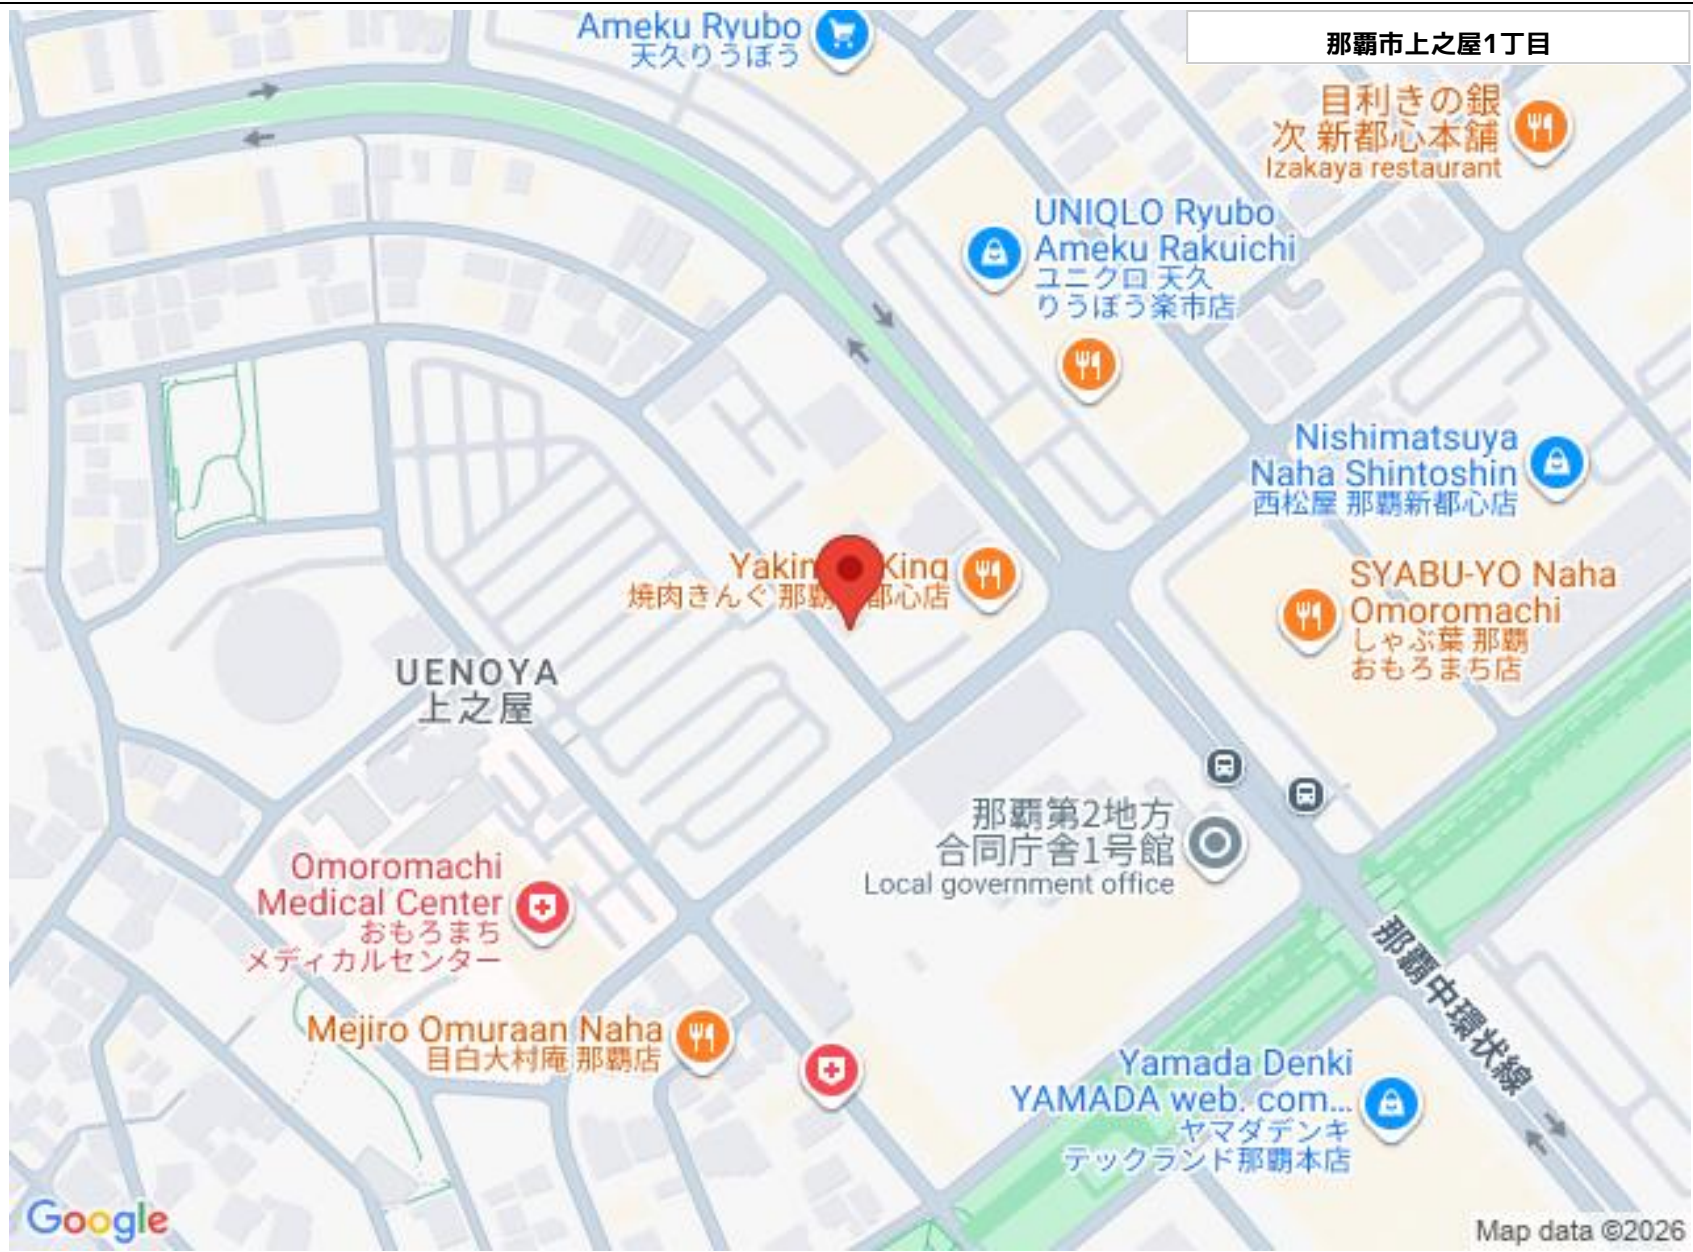 那覇市上之屋1丁目
Ameku Ryubo
天久りうぼう
目利きの銀
次 新都心本舗
Izakaya restaurant
UNIQLO Ryubo
Ameku Rakuichi
ユニクロ 天久
りうぼう楽市店
Nishimatsuya
Naha Shintoshin
西松屋 那覇新都心店
King
焼肉きんぐ 那覇 都心店
SYABU-YO Naha
Omoromachi
しゃぶ葉 那覇
おもろまち店
UENOYA
上之屋
那覇第2地方
合同庁舎1号館
Local government office
Omoromachi
Medical Center
おもろまち
メディカルセンター
那覇中環状線
Mejiro Omuraan Naha
目白大村庵 那覇店
Yamada Denki
YAMADA web. com...
ヤマダデンキ
テックランド那覇本店
Google
Map data ©2026